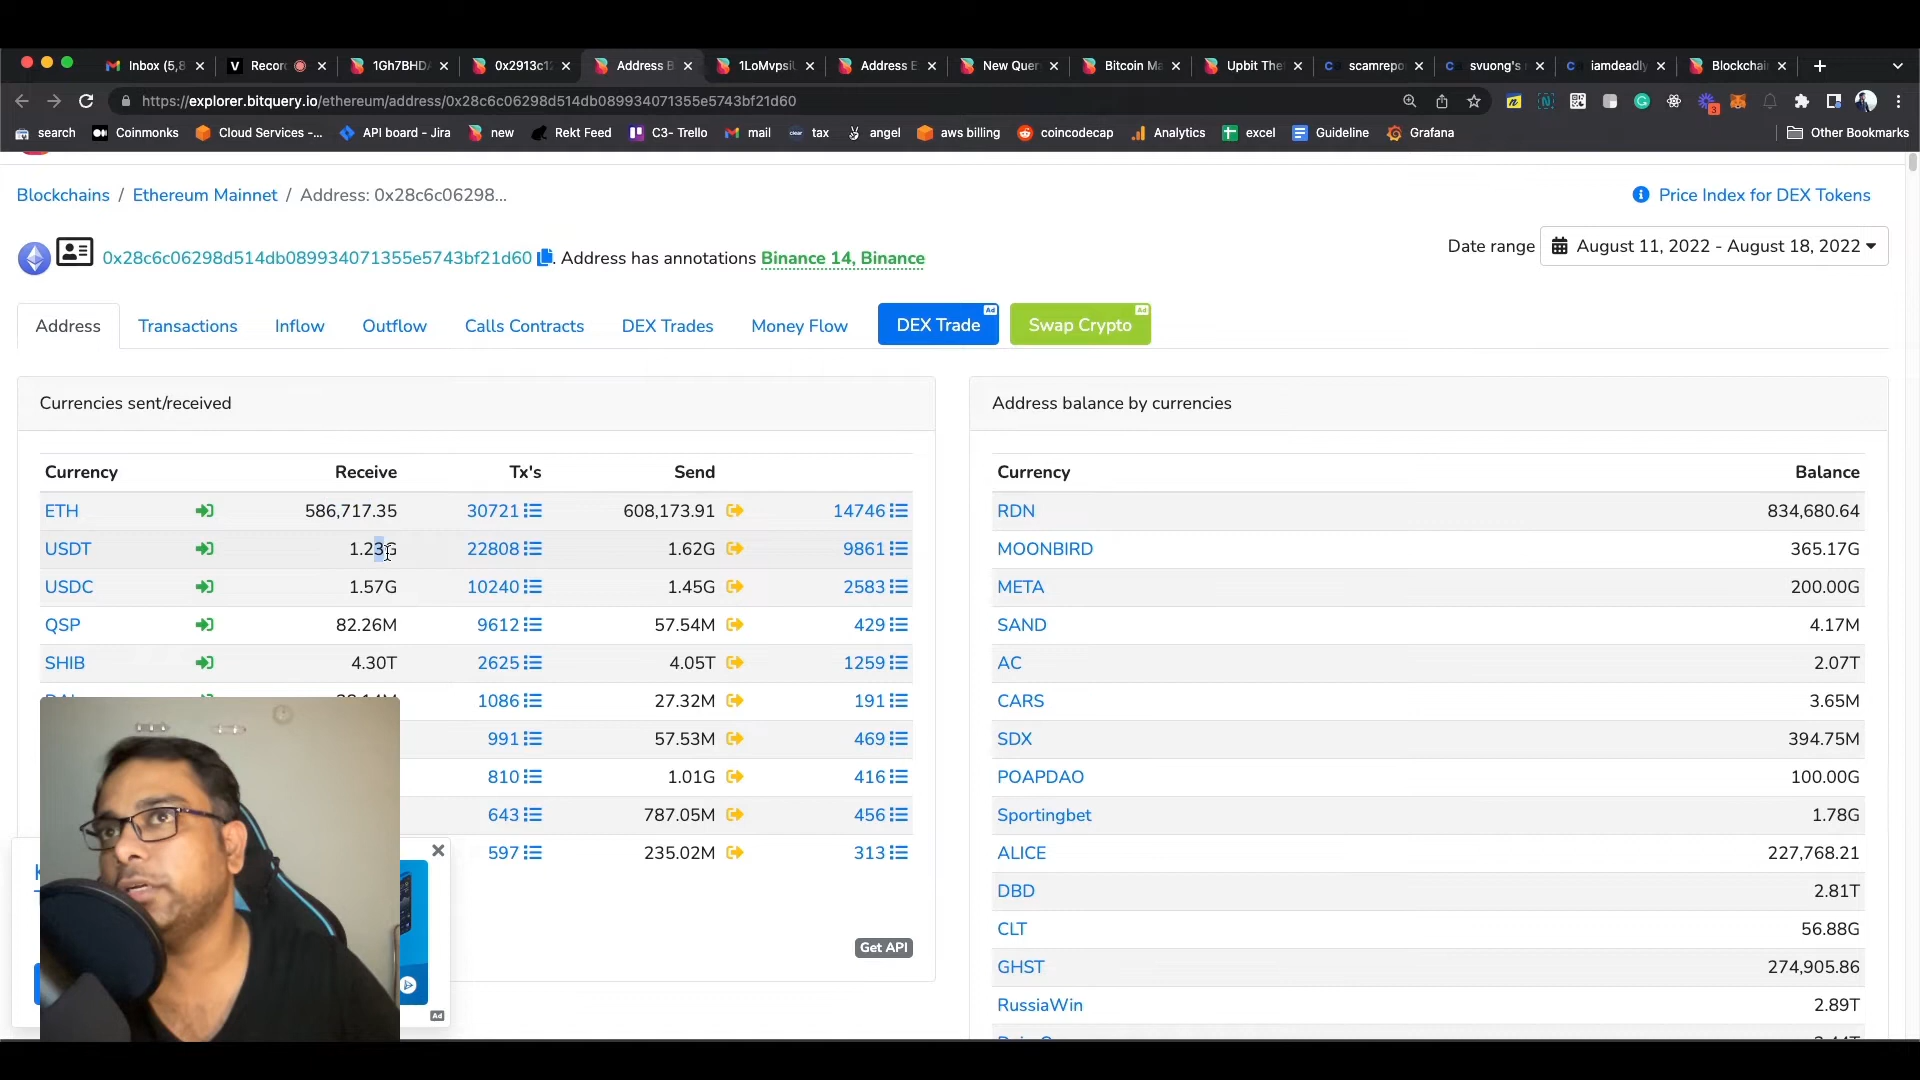 Inbox (5,8
Recor
1Gh7BHD
0x2913c1
Address B
1LoMvpsi
Address E
New Quer
Bitcoin Ma
Upbit The
scamrepo
svuong's
iamdeadly
Blockchai
https://explorer.bitquery.io/ethereum/address/0x28c6c06298d514db089934071355e5743bf21d60
3
search
Coinmonks
Cloud Services -...
API board - Jira
new
Rekt Feed
C3- Trello
mail
clear tax
angel
aws billing
coincodecap
Analytics
excel
Guideline
Grafana
Other Bookmarks
Blockchains / Ethereum Mainnet / Address: 0x28c6c06298...
Price Index for DEX Tokens
0x28c6c06298d514db089934071355e5743bf21d60 . Address has annotations Binance 14, Binance
Date range August 11, 2022 - August 18, 2022
Address Transactions Inflow Outflow Calls Contracts DEX Trades Money Flow DEX Trade Ad Swap Crypto Ad
Currencies sent/received
Currency Receive Tx's Send
ETH 586,717.35 30721 608,173.91 14746
USDT 1.23G 22808 1.62G 9861
USDC 1.57G 10240 1.45G 2583
QSP 82.26M 9612 57.54M 429
SHIB 4.30T 2625 4.05T 1259
1086 27.32M 191
991 57.53M 469
810 1.01G 416
643 787.05M 456
597 235.02M 313
Get API
Ad
Address balance by currencies
Currency Balance
RDN 834,680.64
MOONBIRD 365.17G
META 200.00G
SAND 4.17M
AC 2.07T
CARS 3.65M
SDX 394.75M
POAPDAO 100.00G
Sportingbet 1.78G
ALICE 227,768.21
DBD 2.81T
CLT 56.88G
GHST 274,905.86
RussiaWin 2.89T